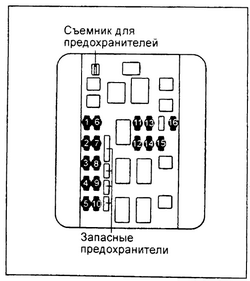 Съемник для
предохранителей
1 6 11 13 16
2 7 12 14 15
3 8
4 9
5 10
Запасные
предохранители